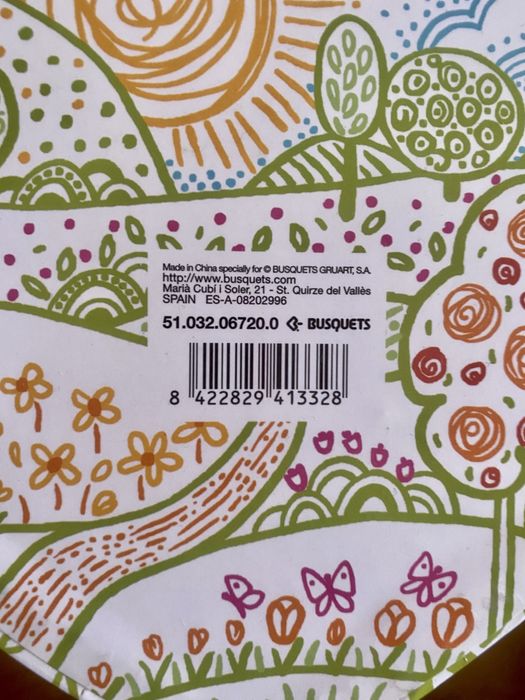 Made in China specially for © BUSQUETS GRUART, S.A.
http://www.busquets.com
Marià Cubí i Soler, 21 - St. Quirze del Vallès
SPAIN ES-A-08202996
51.032.06720.0 BUSQUETS
8 422829 413328